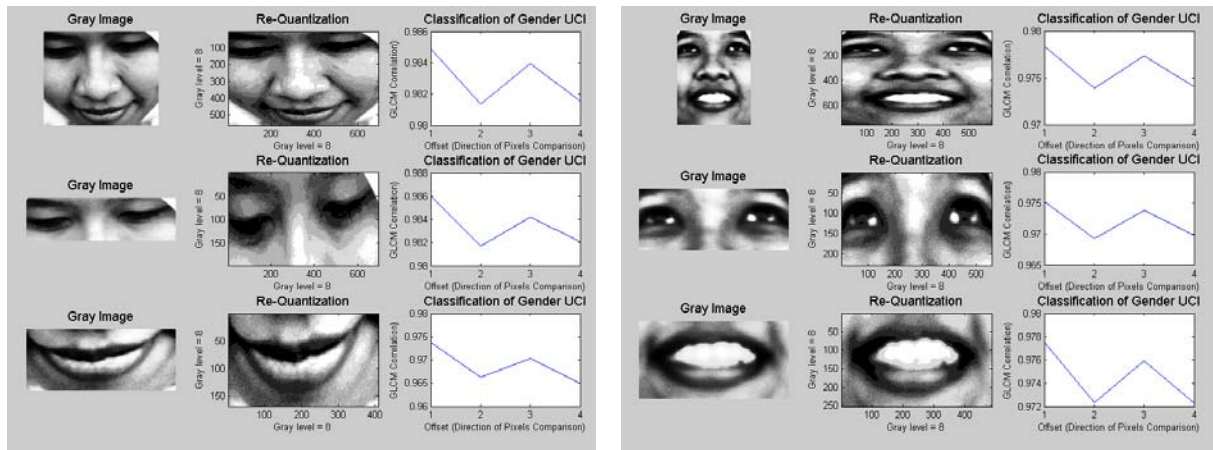 Gray Image
Re-Quantization
Classification of Gender UCI
Gray level = 8
100
200
300
400
500
200 400 600
Gray level = 8
GLCM Correlation)
0.986
0.984
0.982
0.98
1 2 3 4
Offset (Direction of Pixels Comparison)
Gray Image
Re-Quantization
Classification of Gender UCI
Gray level = 8
50
100
150
200 400 600
Gray level = 8
GLCM Correlation)
0.988
0.986
0.984
0.982
0.98
1 2 3 4
Offset (Direction of Pixels Comparison)
Gray Image
Re-Quantization
Classification of Gender UCI
Gray level = 8
50
100
150
100 200 300 400
Gray level = 8
GLCM Correlation)
0.98
0.975
0.97
0.965
0.96
1 2 3 4
Offset (Direction of Pixels Comparison)
Gray Image
Re-Quantization
Classification of Gender UCI
Gray level = 8
200
400
600
100 200 300 400 500
Gray level = 8
GLCM Correlation)
0.98
0.975
0.97
1 2 3 4
Offset (Direction of Pixels Comparison)
Gray Image
Re-Quantization
Classification of Gender UCI
Gray level = 8
50
100
150
200
100 200 300 400 500
Gray level = 8
GLCM Correlation)
0.98
0.975
0.97
0.965
1 2 3 4
Offset (Direction of Pixels Comparison)
Gray Image
Re-Quantization
Classification of Gender UCI
Gray level = 8
50
100
150
200
250
100 200 300 400
Gray level = 8
GLCM Correlation)
0.98
0.978
0.976
0.974
0.972
1 2 3 4
Offset (Direction of Pixels Comparison)